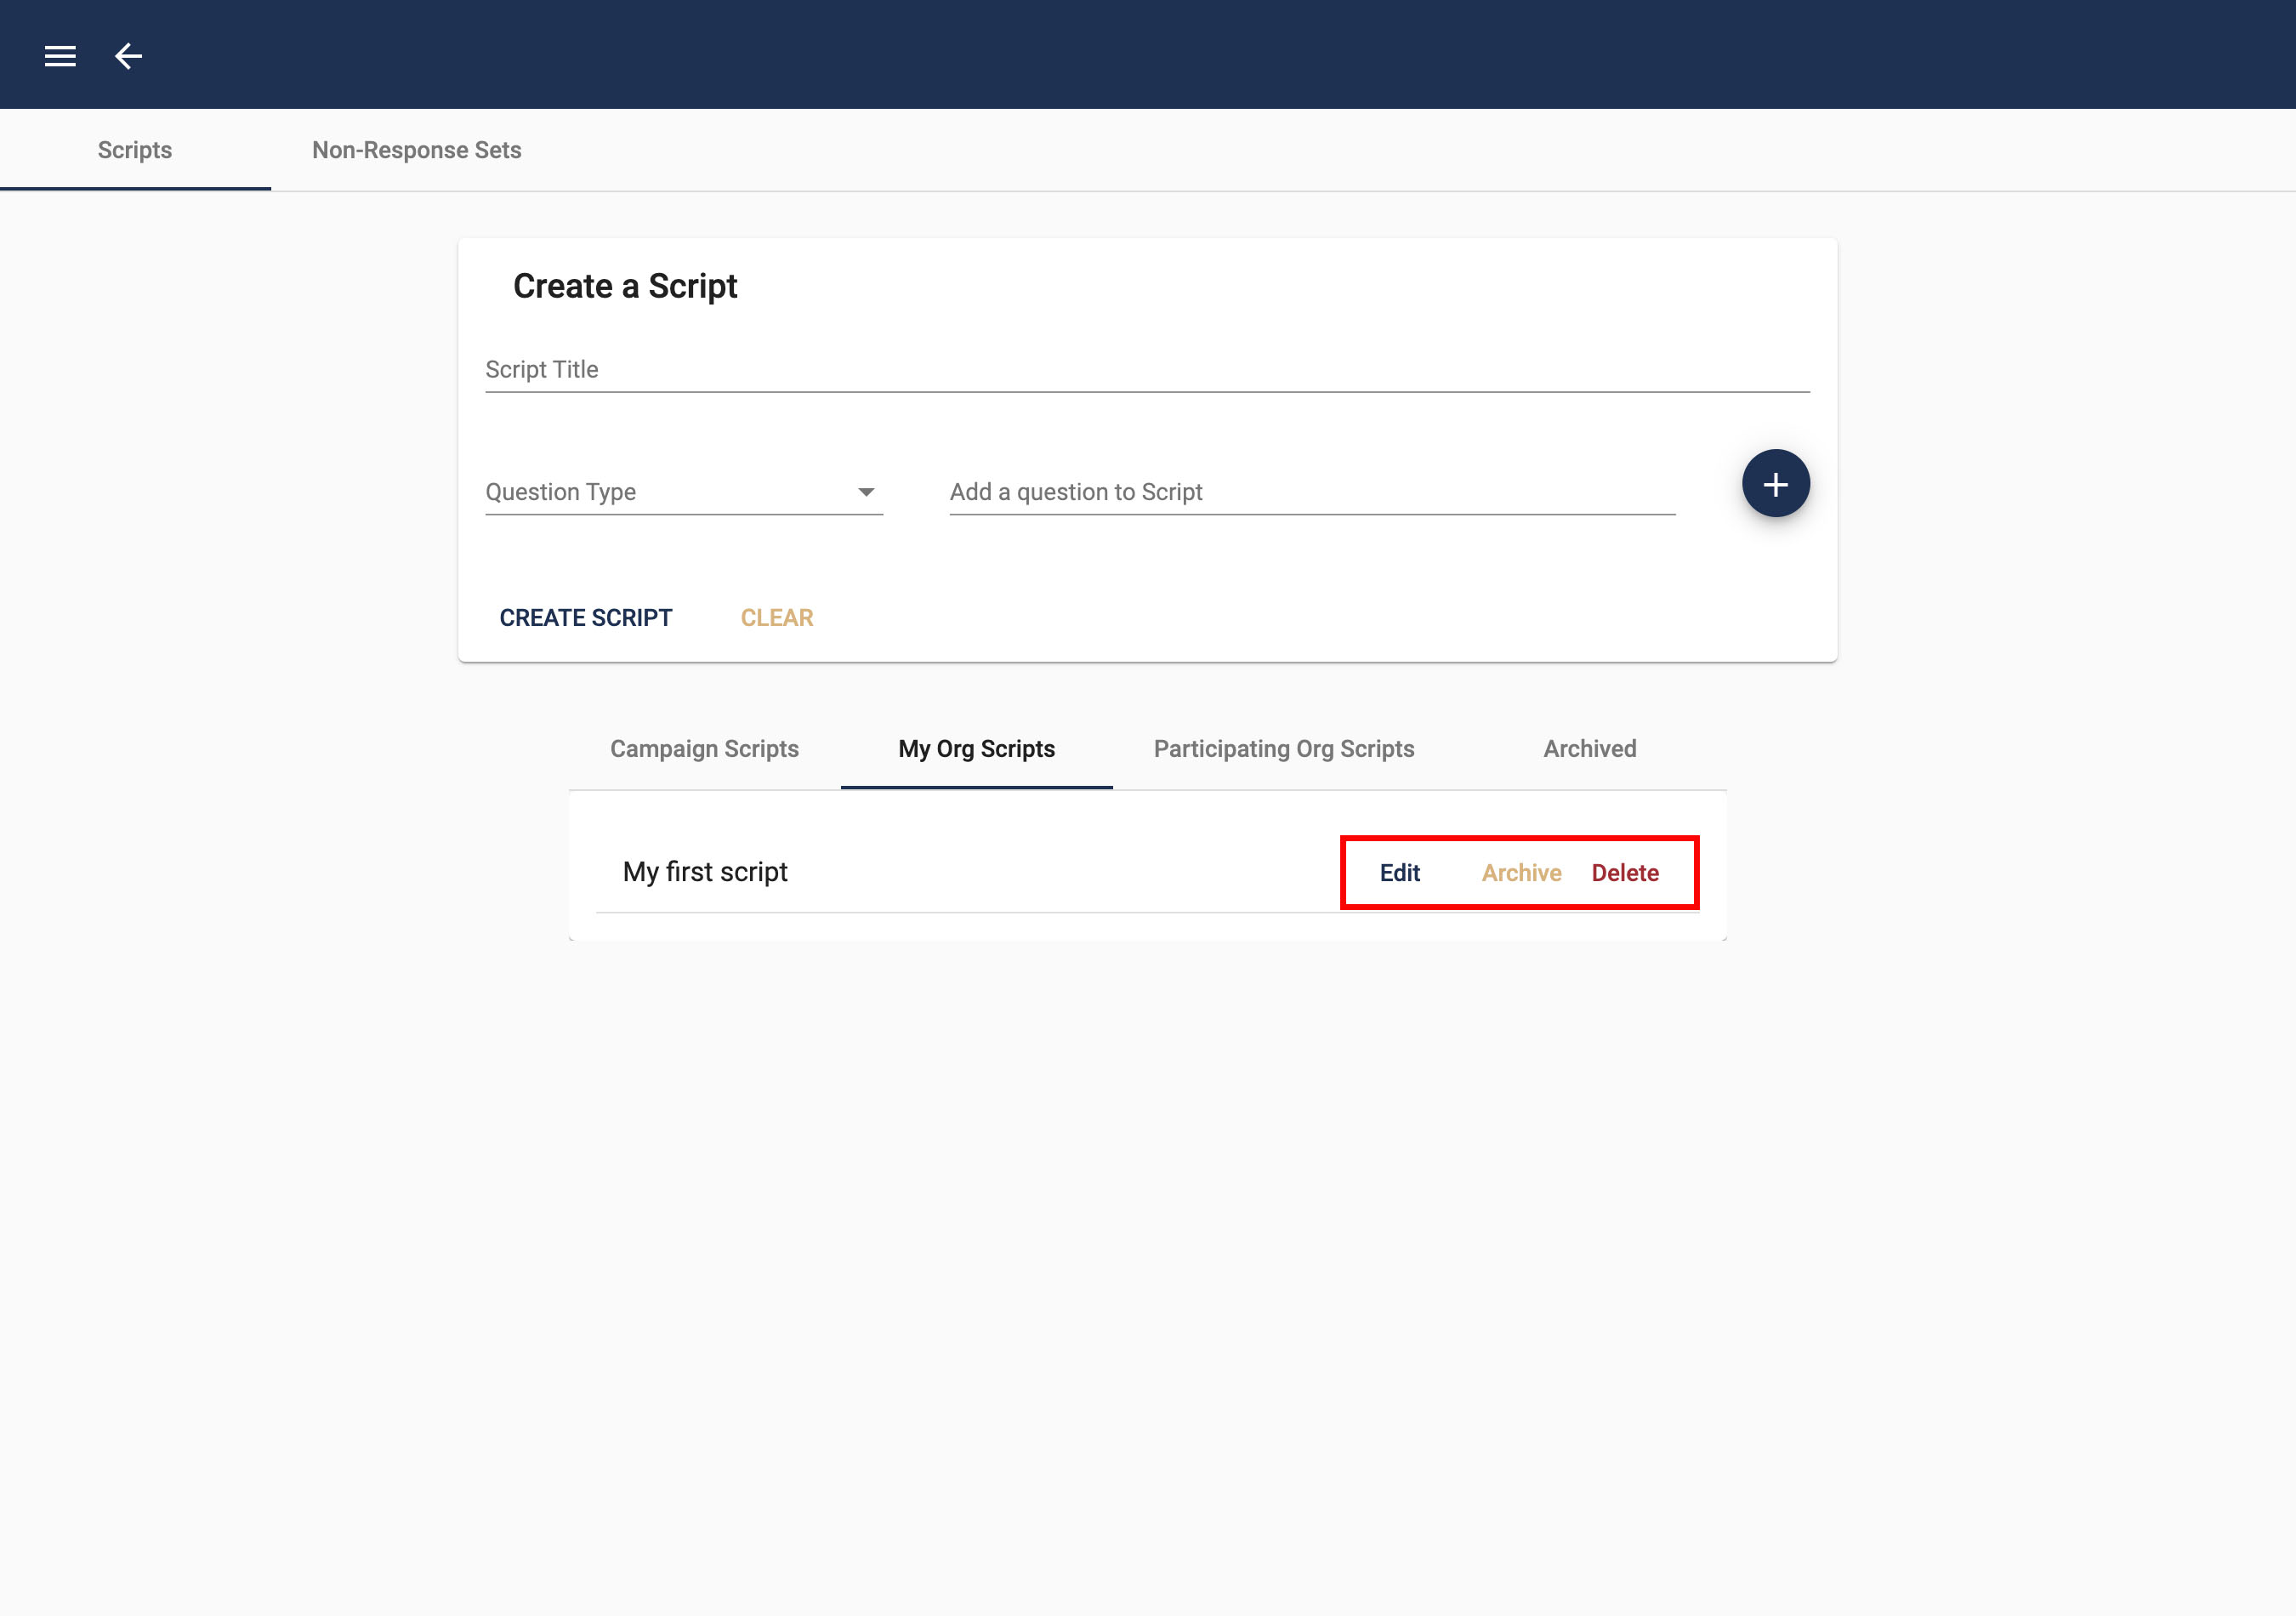 Scripts Non-Response Sets
Create a Script
Script Title
Question Type Add a question to Script
CREATE SCRIPT CLEAR
Campaign Scripts My Org Scripts Participating Org Scripts Archived
My first script Edit Archive Delete